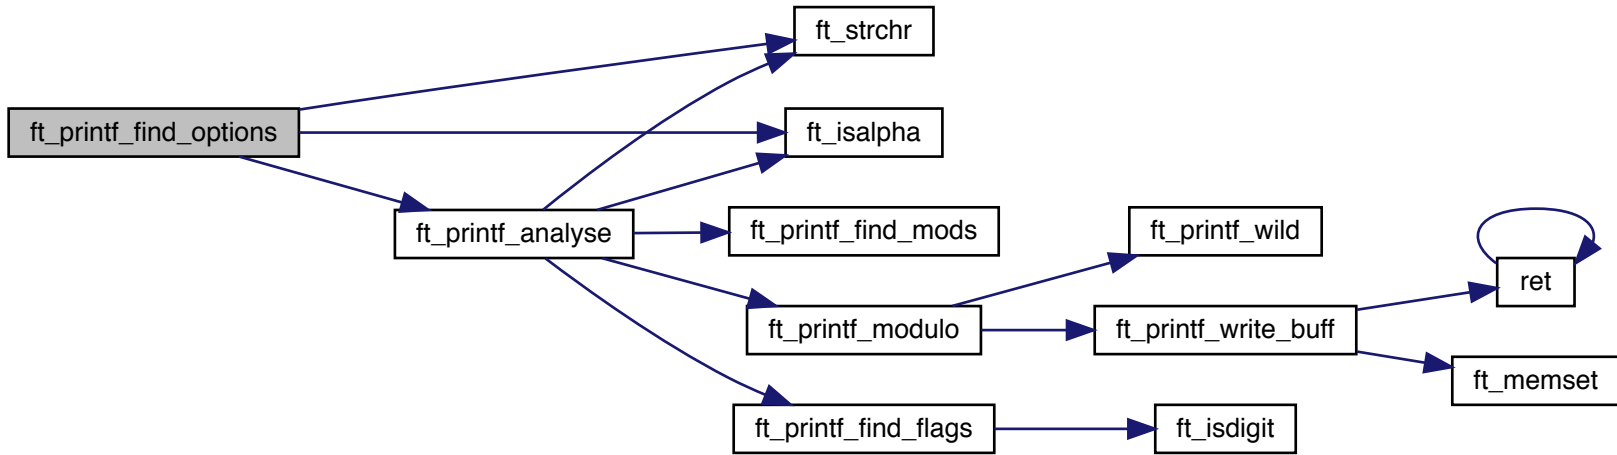 ft_strchr
ft_printf_find_options
ft_isalpha
ft_printf_analyse
ft_printf_find_mods
ft_printf_wild
ret
ft_printf_modulo
ft_printf_write_buff
ft_memset
ft_printf_find_flags
ft_isdigit